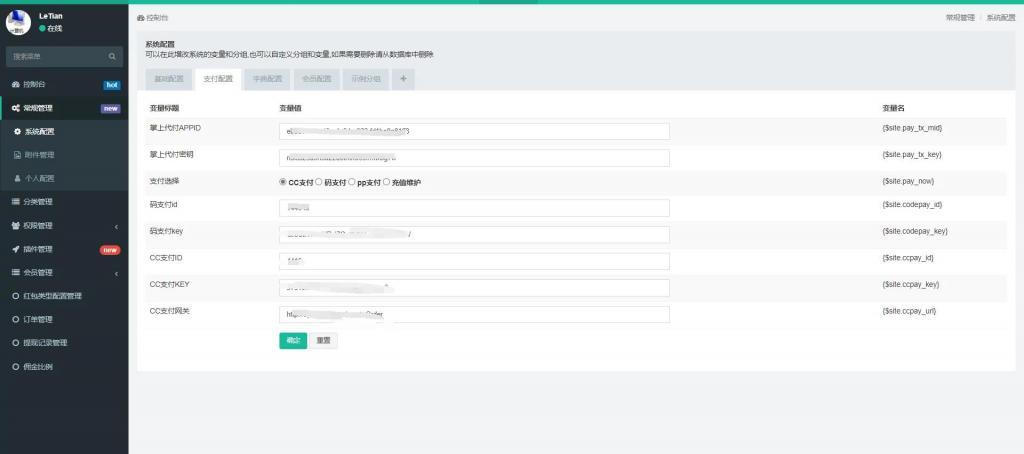 LeTian
在线
控制台
常规管理 / 系统配置
搜索菜单
控制台 hot
常规管理 new
系统配置
附件管理
个人配置
分类管理
权限管理
插件管理 new
会员管理
红包类型配置管理
订单管理
提现记录管理
佣金比例
系统配置
可以在此增改系统的变量和分组,也可以自定义分组和变量,如果需要删除请从数据库中删除
基础配置 支付配置 字典配置 会员配置 示例分组 +
变量标题 变量值 变量名
掌上代付APPID {$site.pay_tx_mid}
掌上代付密钥 {$site.pay_tx_key}
支付选择 CC支付 码支付 pp支付 充值维护 {$site.pay_now}
码支付id {$site.codepay_id}
码支付key {$site.codepay_key}
CC支付ID {$site.ccpay_id}
CC支付KEY {$site.ccpay_key}
CC支付网关 {$site.ccpay_url}
确定 重置